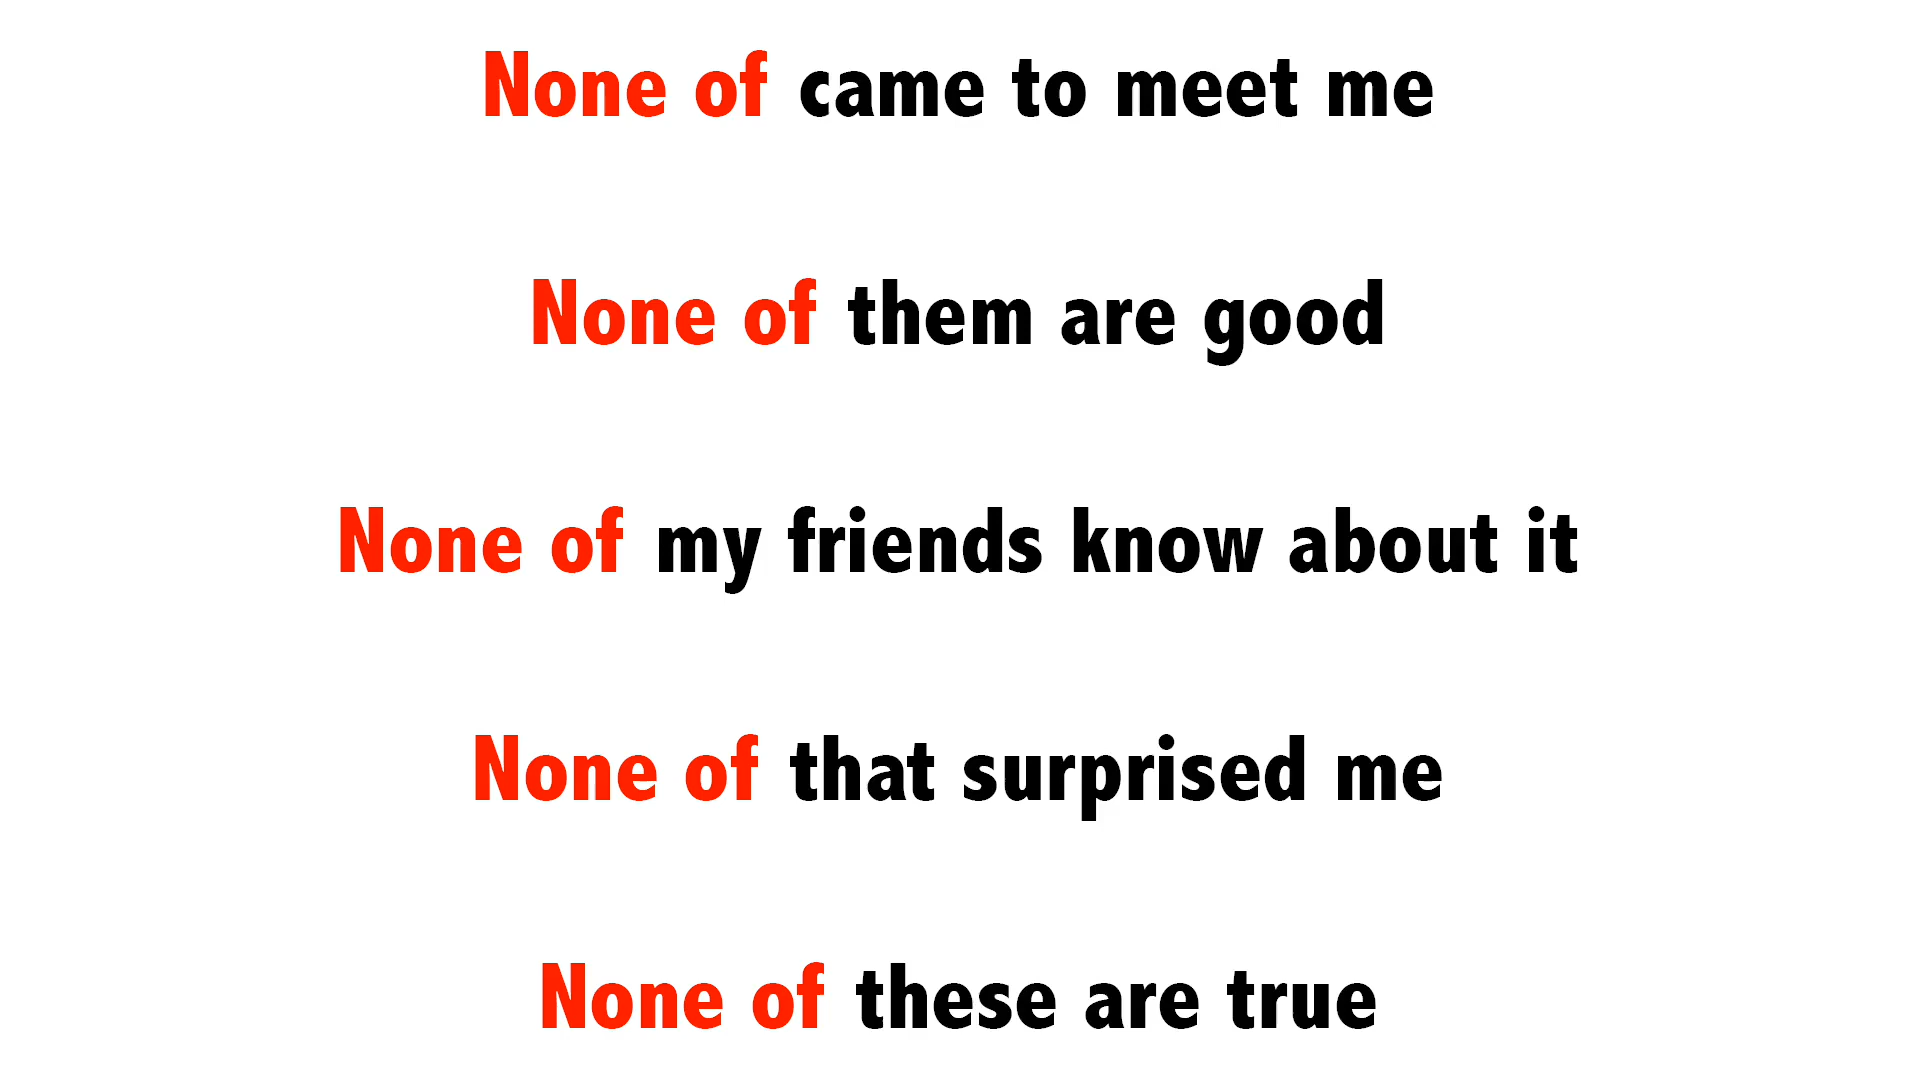 None of came to meet me
None of them are good
None of my friends know about it
None of that surprised me
None of these are true